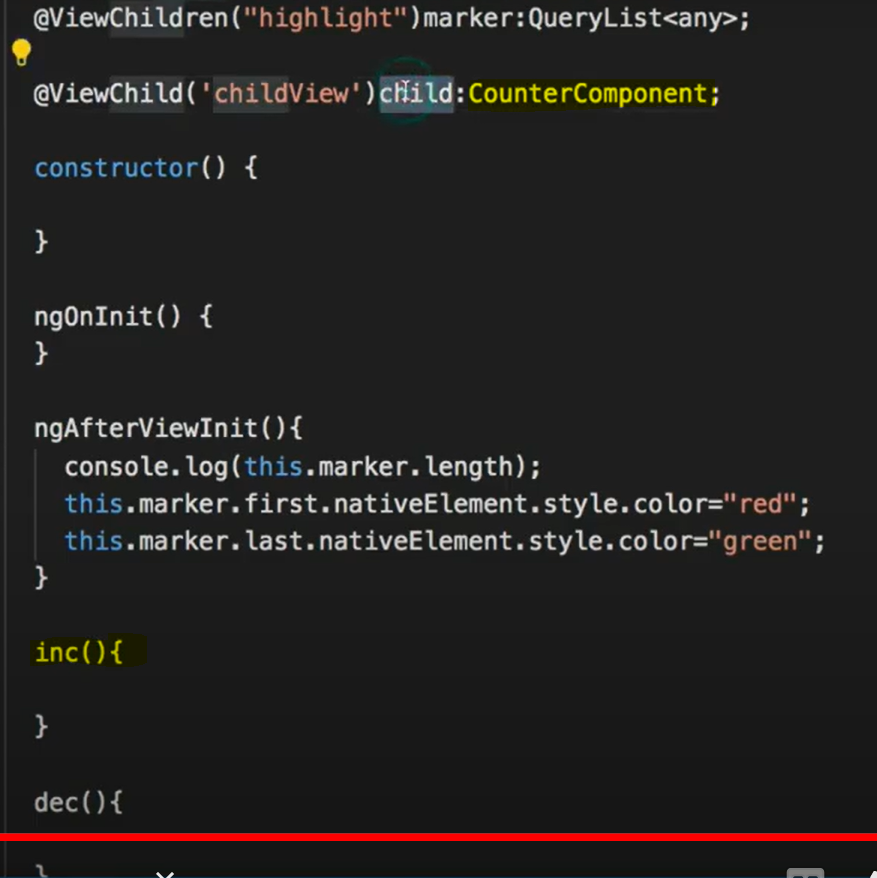 @ViewChildren("highlight")marker:QueryList<any>;
@ViewChild('childView')child:CounterComponent;
constructor() {
}
ngOnInit() {
}
ngAfterViewInit(){
console.log(this.marker.length);
this.marker.first.nativeElement.style.color="red";
this.marker.last.nativeElement.style.color="green";
}
inc(){
}
dec(){
}